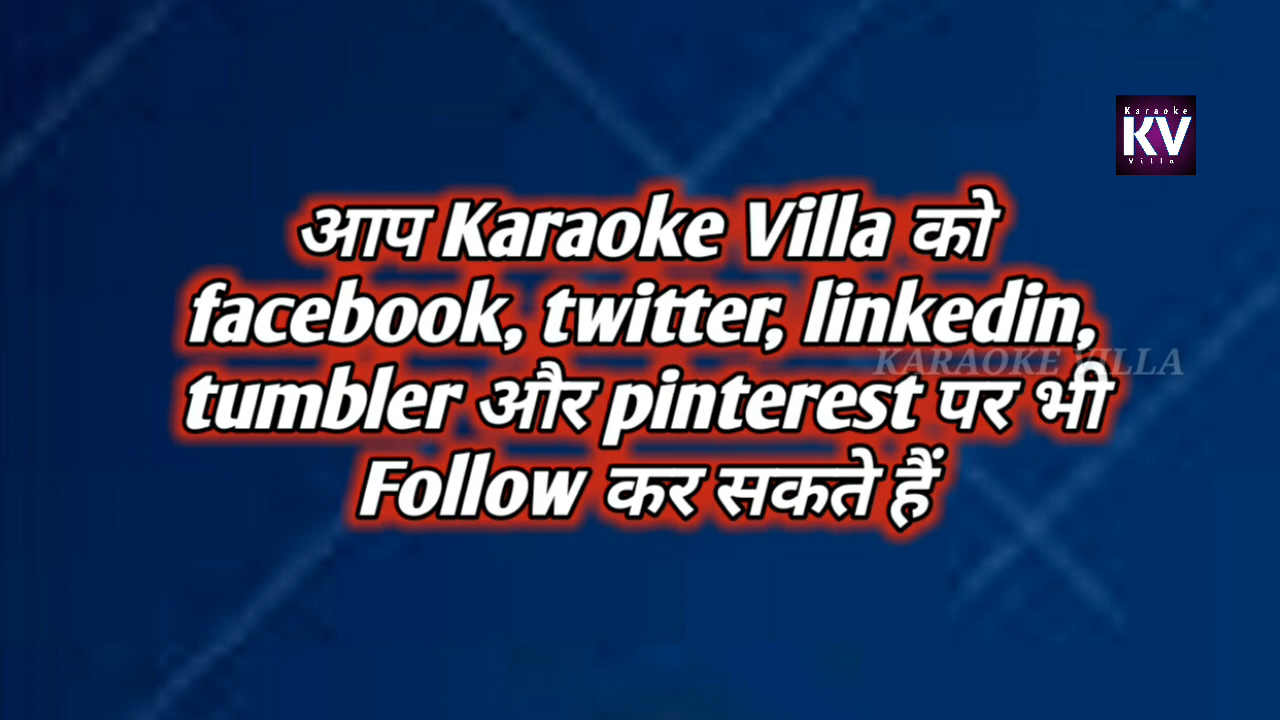 Karaoke
KV
Villa
आप Karaoke Villa को
facebook, twitter, linkedin,
KARAOKE VILLA
tumbler और pinterest पर भी
Follow कर सकते हैं